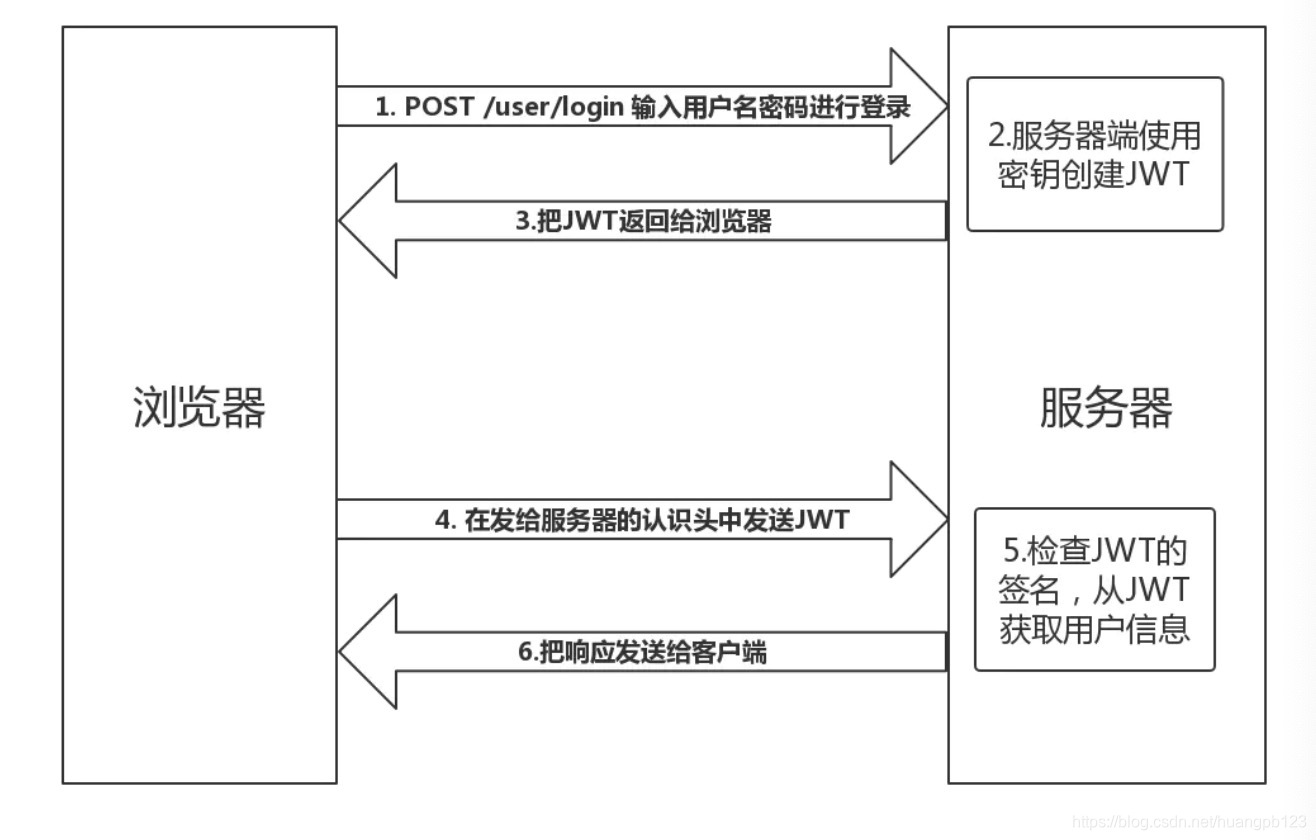 1. POST /user/login 输入用户名密码进行登录
2.服务器端使用
密钥创建JWT
3.把JWT返回给浏览器
浏览器
服务器
4. 在发给服务器的认识头中发送JWT
5.检查JWT的
签名，从JWT
获取用户信息
6.把响应发送给客户端
https://blog.csdn.net/huangpb123